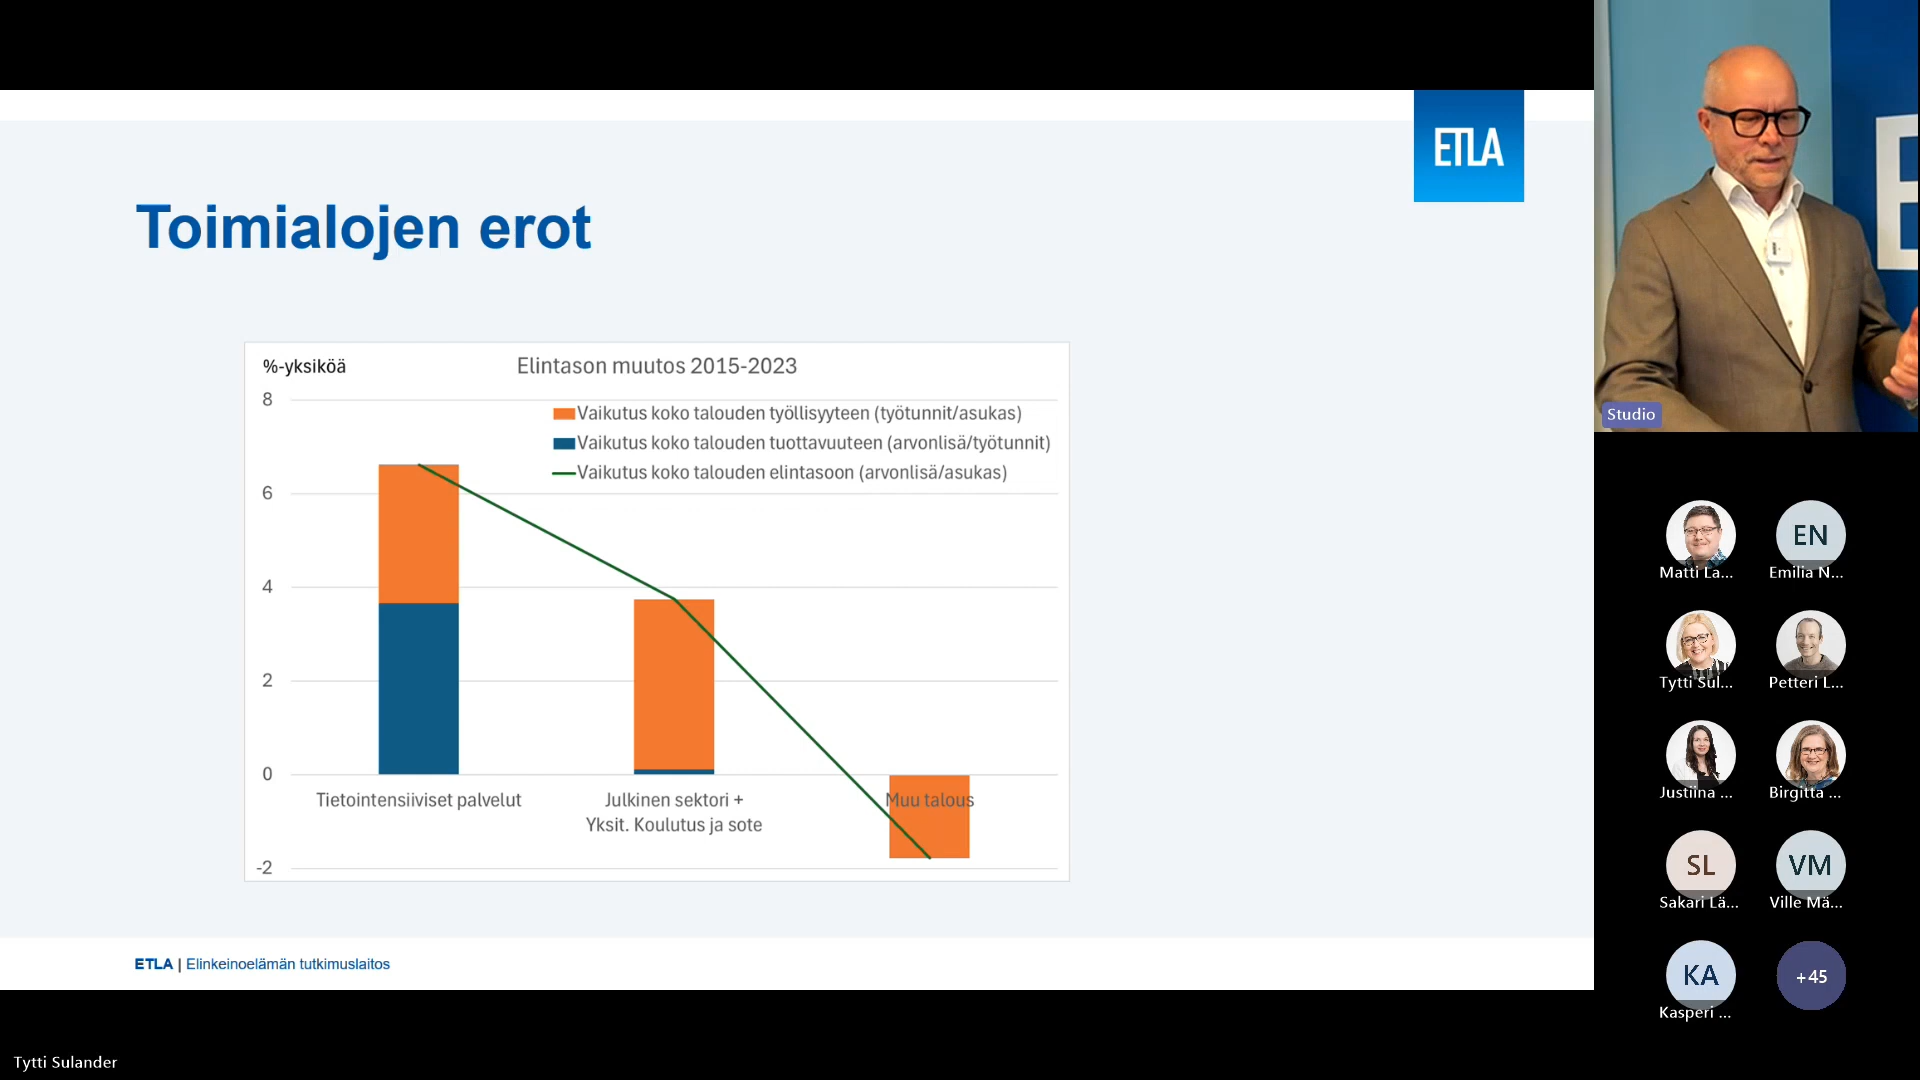 ETLA
Toimialojen erot
%-yksiköä
Elintason muutos 2015-2023
8
6
4
2
0
-2
Vaikutus koko talouden työllisyyteen (työtunnit/asukas)
Vaikutus koko talouden tuottavuuteen (arvonlisä/työtunnit)
Vaikutus koko talouden elintasoon (arvonlisä/asukas)
Tietointensiiviset palvelut
Julkinen sektori +
Yksit. Koulutus ja sote
Muu talous
ETLA | Elinkeinoelämän tutkimuslaitos
Tytti Sulander
Studio
Matti La...
EN
Emilia N...
Tytti Sul...
Petteri L...
Justiina ...
Birgitta ...
SL
Sakari Lä...
VM
Ville Mä...
KA
Kasperi ...
+45